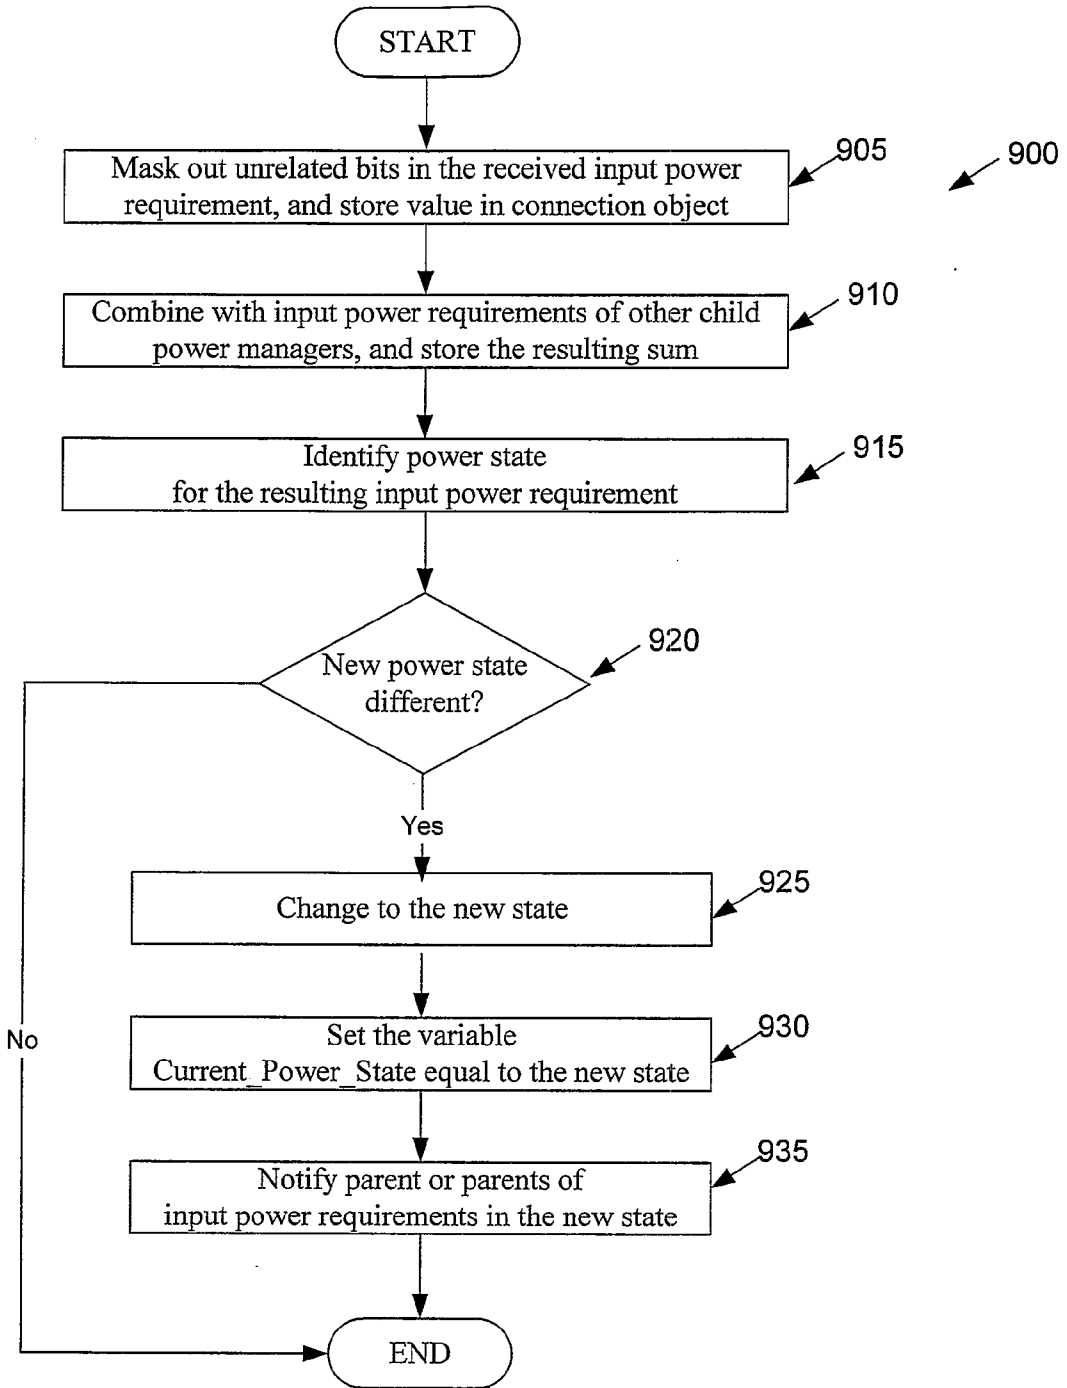 START
Mask out unrelated bits in the received input power
requirement, and store value in connection object
905
900
Combine with input power requirements of other child
power managers, and store the resulting sum
910
Identify power state
for the resulting input power requirement
915
New power state
different?
920
Yes
Change to the new state
925
No
Set the variable
Current_Power_State equal to the new state
930
Notify parent or parents of
input power requirements in the new state
935
END